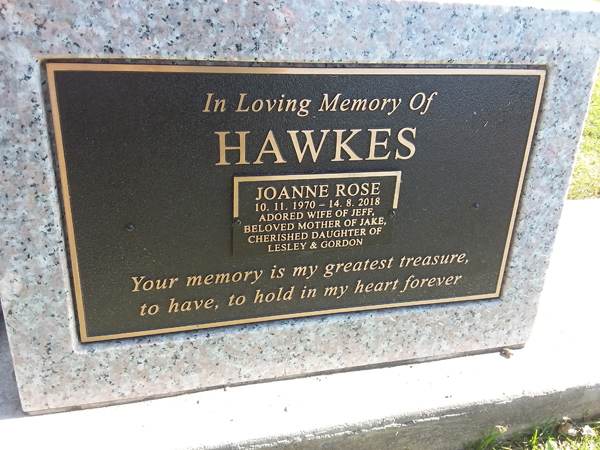 In Loving Memory Of
HAWKES
JOANNE ROSE
10. 11. 1970 – 14. 8. 2018
ADORED WIFE OF JEFF,
BELOVED MOTHER OF JAKE,
CHERISHED DAUGHTER OF
LESLEY & GORDON
Your memory is my greatest treasure,
to have, to hold in my heart forever